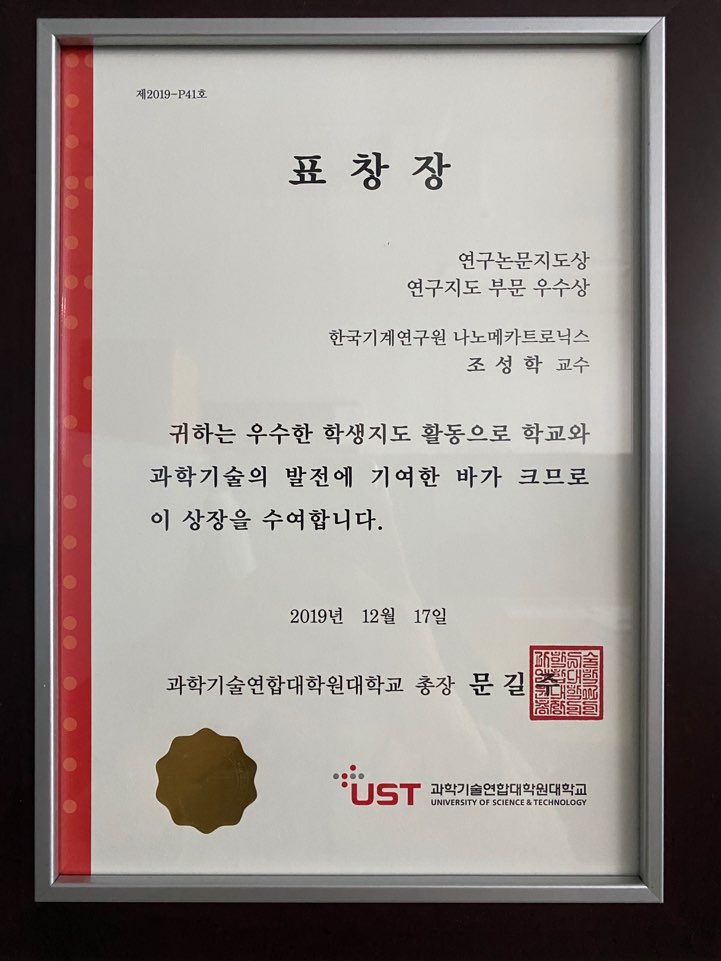 제2019-P41호
표 창 장
연구논문지도상
연구지도 부문 우수상
한국기계연구원 나노메카트로닉스
조 성 학 교수
귀하는 우수한 학생지도 활동으로 학교와
과학기술의 발전에 기여한 바가 크므로
이 상장을 수여합니다.
2019년 12월 17일
과학기술연합대학원대학교 총장 문 길 주
UST 과학기술연합대학원대학교
UNIVERSITY OF SCIENCE & TECHNOLOGY